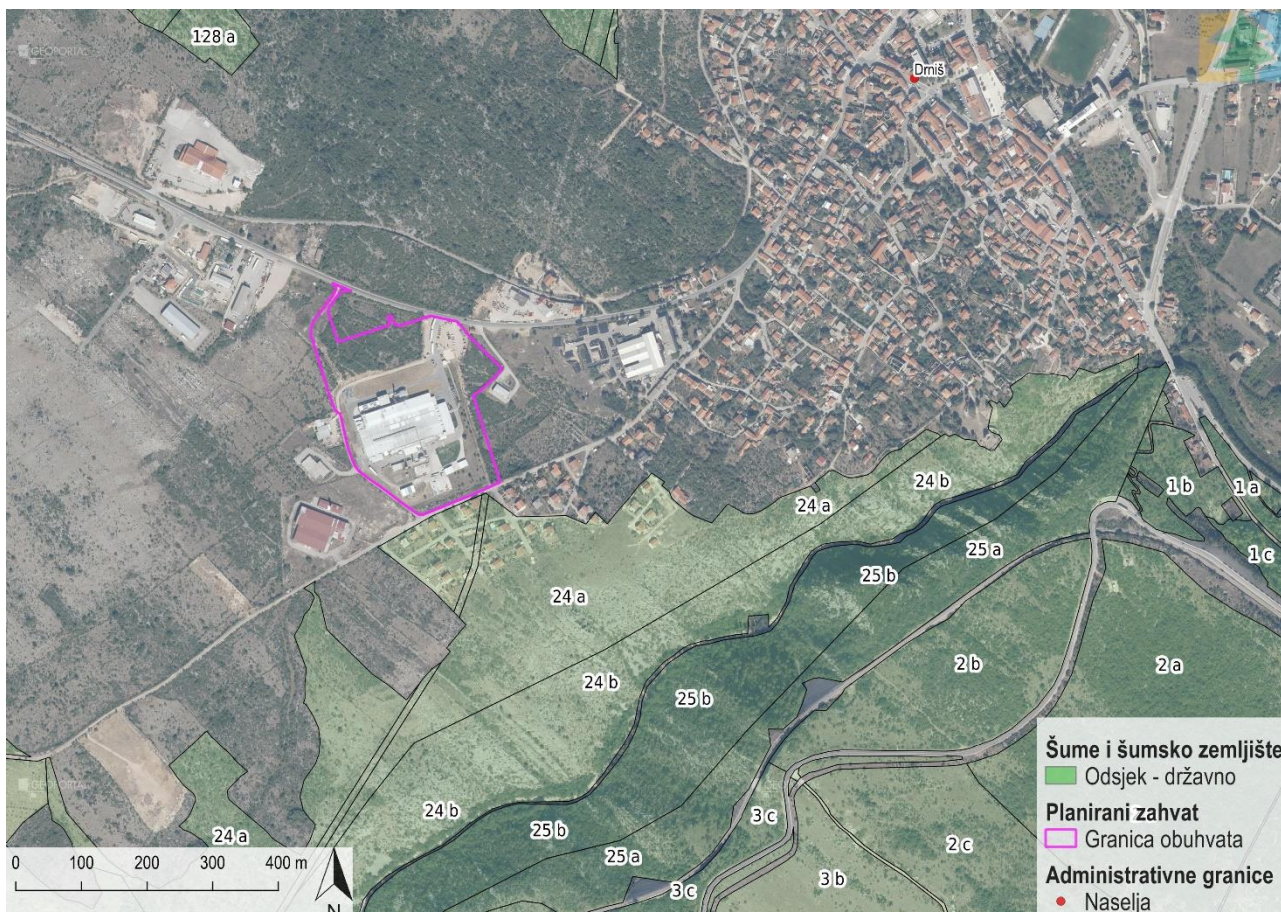 128 a
GEOPORTAL
Drniš
24 a
24 b
1 b
1 a
25 a
1 c
25 b
24 a
2 b
2 a
24 b
25 b
24 b
3 c
25 b
2 c
24 a
25 a
3 c
3 b
GEOPORTAL
0 100 200 300 400 m
N
Šume i šumsko zemljište
Odsjek - državno
Planirani zahvat
Granica obuhvata
Administrativne granice
Naselja